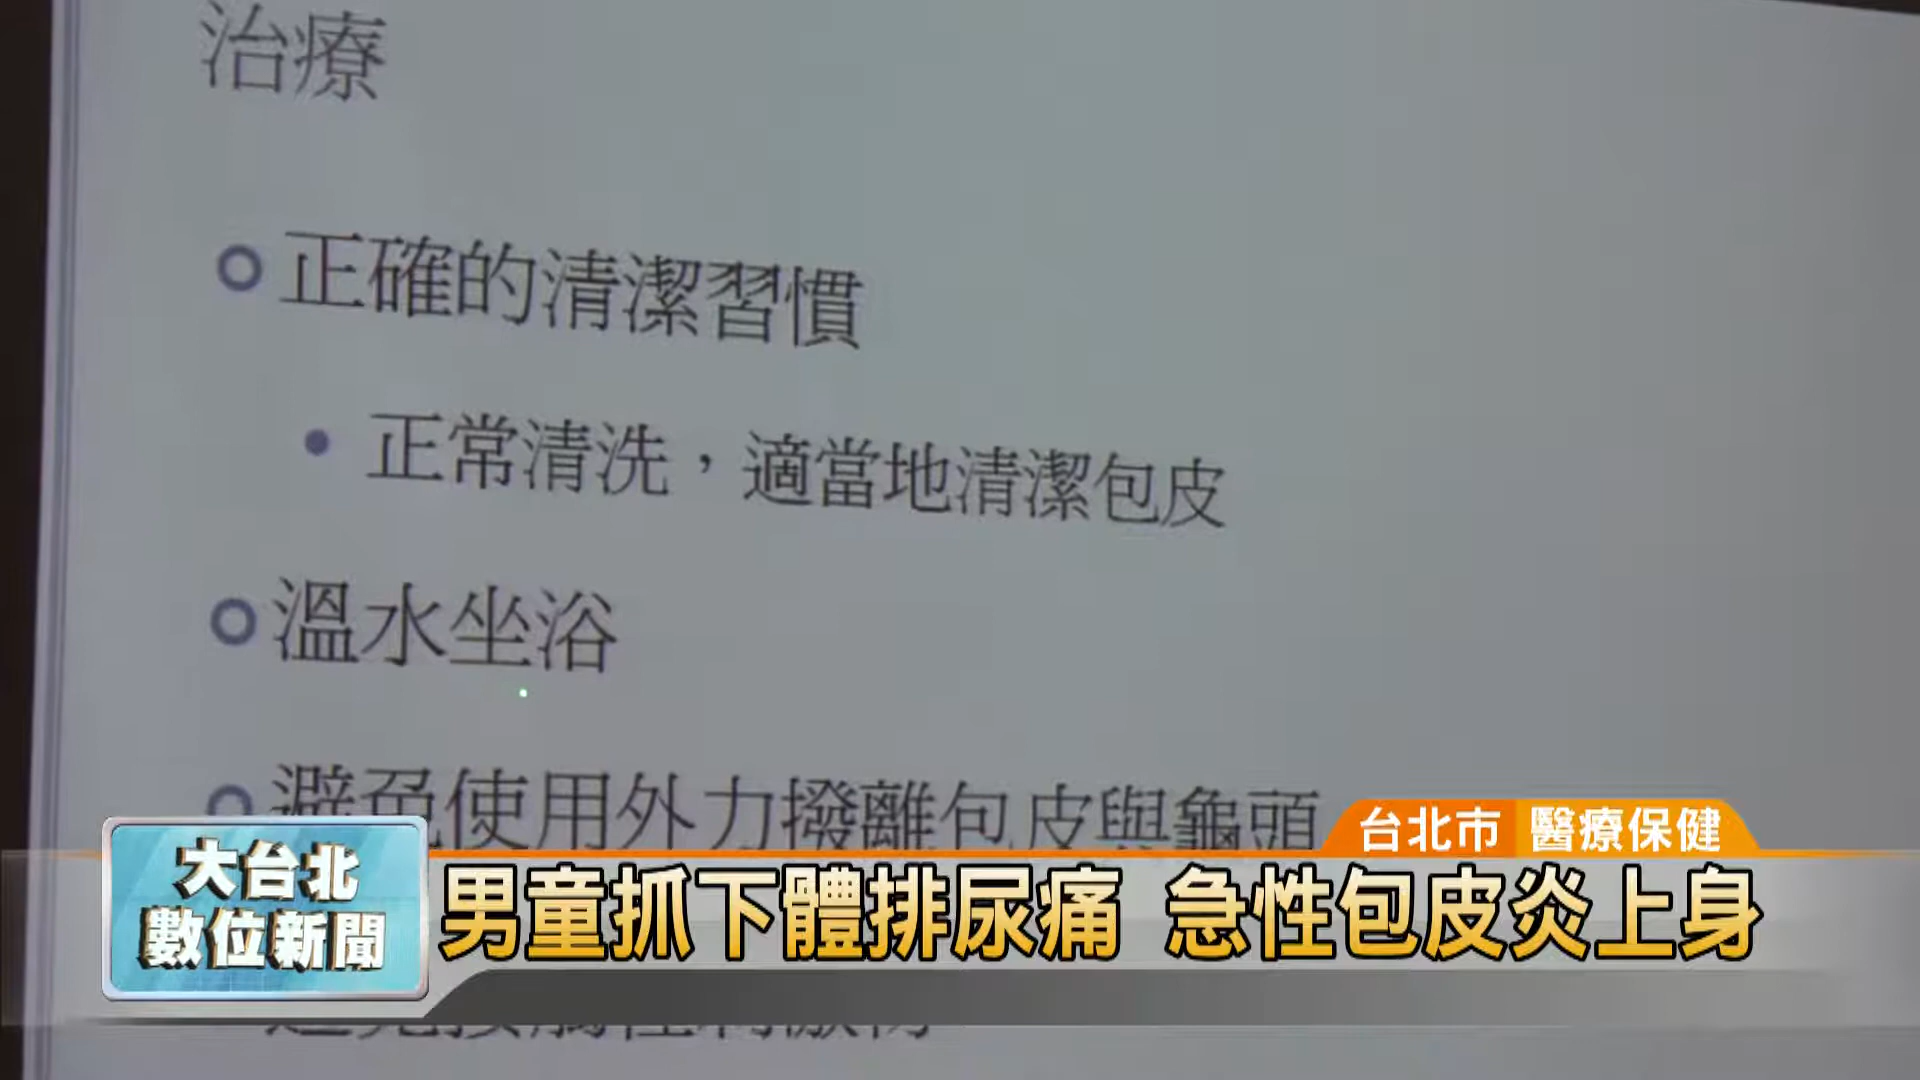 治療
正確的清潔習慣
正常清洗，適當地清潔包皮
溫水坐浴
避免使用外力撥離包皮與龜頭
台北市 醫療保健
大台北
數位新聞
男童抓下體排尿痛 急性包皮炎上身